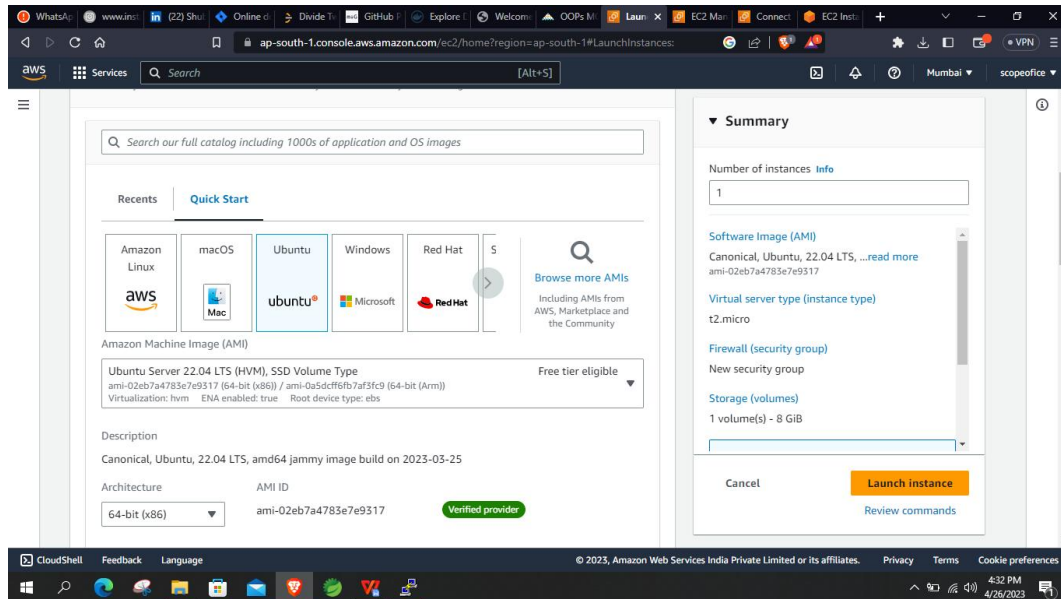 WhatsAp
www.inst
(22) Shut
Online d
Divide Tw
GitHub P
Explore
Welcome
OOPs M
Laun
EC2 Man
Connect
EC2 Insta
ap-south-1.console.aws.amazon.com/ec2/home?region=ap-south-1#LaunchInstances:
VPN
aws
Services
Search
[Alt+S]
Mumbai
scopeofice
Search our full catalog including 1000s of application and OS images
Recents
Quick Start
Amazon
Linux
aws
macOS
Mac
Ubuntu
ubuntu
Windows
Microsoft
Red Hat
Red Hat
S
Browse more AMIs
Including AMIs from
AWS, Marketplace and
the Community
Amazon Machine Image (AMI)
Ubuntu Server 22.04 LTS (HVM), SSD Volume Type
Free tier eligible
ami-02eb7a4783e7e9317 (64-bit (x86)) / ami-0a5dcff6fb7af3fc9 (64-bit (Arm))
Virtualization: hvm ENA enabled: true Root device type: ebs
Description
Canonical, Ubuntu, 22.04 LTS, amd64 jammy image build on 2023-03-25
Architecture
AMI ID
64-bit (x86)
ami-02eb7a4783e7e9317
Verified provider
Summary
Number of instances Info
1
Software Image (AMI)
Canonical, Ubuntu, 22.04 LTS, ...read more
ami-02eb7a4783e7e9317
Virtual server type (instance type)
t2.micro
Firewall (security group)
New security group
Storage (volumes)
1 volume(s) - 8 GiB
Cancel
Launch instance
Review commands
CloudShell
Feedback
Language
© 2023, Amazon Web Services India Private Limited or its affiliates.
Privacy
Terms
Cookie preferences
4:32 PM
4/26/2023